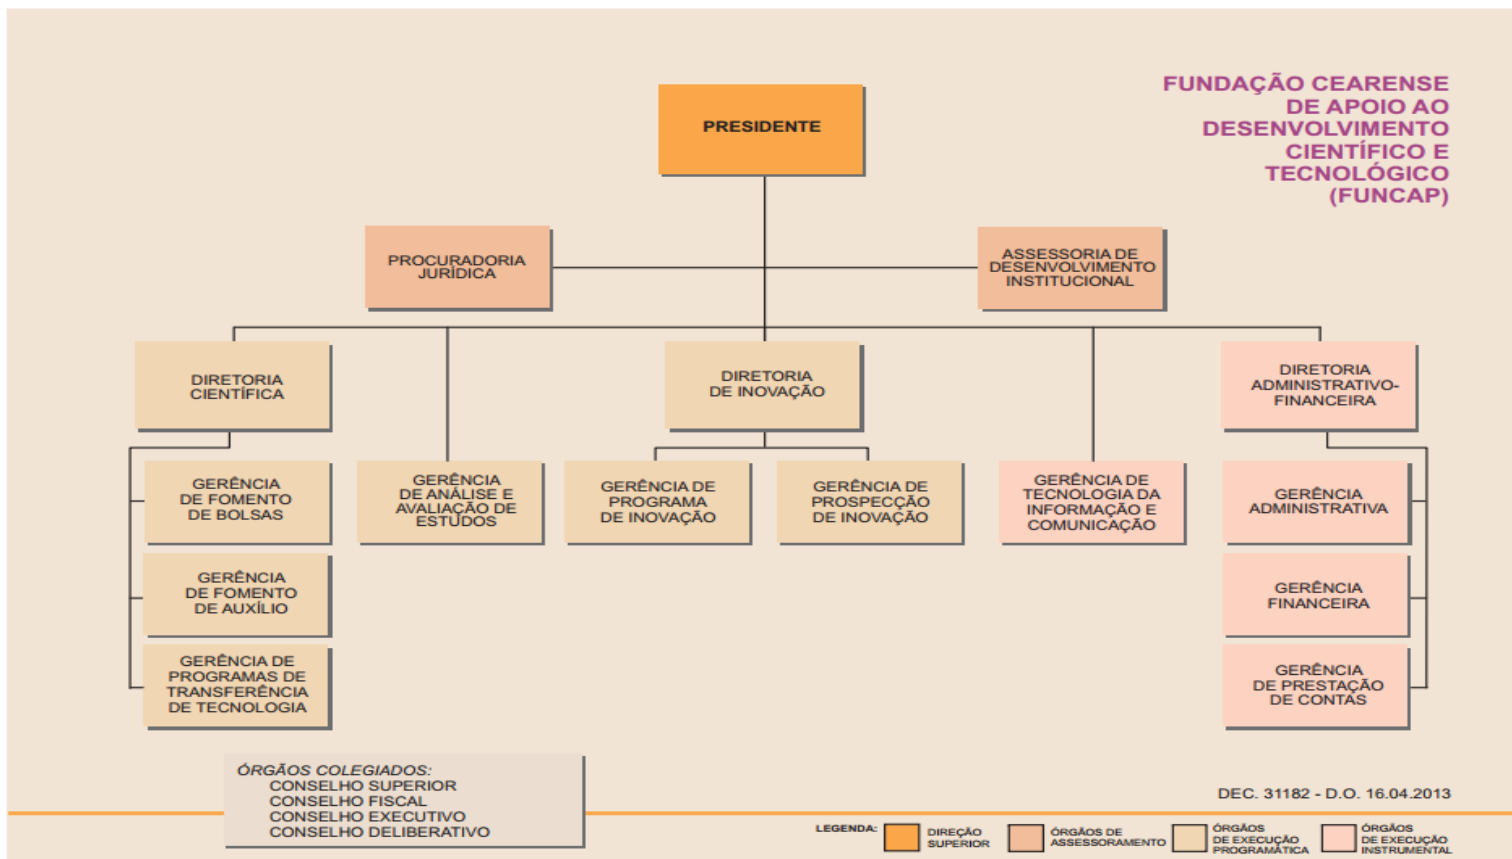 FUNDAÇÃO CEARENSE
DE APOIO AO
DESENVOLVIMENTO
CIENTÍFICO E
TECNOLÓGICO
(FUNCAP)
PRESIDENTE
PROCURADORIA
JURÍDICA
ASSESSORIA DE
DESENVOLVIMENTO
INSTITUCIONAL
DIRETORIA
CIENTÍFICA
DIRETORIA
DE INOVAÇÃO
DIRETORIA
ADMINISTRATIVO-
FINANCEIRA
GERÊNCIA
DE FOMENTO
DE BOLSAS
GERÊNCIA
DE ANÁLISE E
AVALIAÇÃO DE
ESTUDOS
GERÊNCIA DE
PROGRAMA
DE INOVAÇÃO
GERÊNCIA DE
PROSPECÇÃO
DE INOVAÇÃO
GERÊNCIA DE
TECNOLOGIA DA
INFORMAÇÃO E
COMUNICAÇÃO
GERÊNCIA
ADMINISTRATIVA
GERÊNCIA
DE FOMENTO
DE AUXÍLIO
GERÊNCIA
FINANCEIRA
GERÊNCIA DE
PROGRAMAS DE
TRANSFERÊNCIA
DE TECNOLOGIA
GERÊNCIA
DE PRESTAÇÃO
DE CONTAS
ÓRGÃOS COLEGIADOS:
CONSELHO SUPERIOR
CONSELHO FISCAL
CONSELHO EXECUTIVO
CONSELHO DELIBERATIVO
DEC. 31182 - D.O. 16.04.2013
LEGENDA:
DIREÇÃO
SUPERIOR
ÓRGÃOS DE
ASSESSORAMENTO
ÓRGÃOS
DE EXECUÇÃO
PROGRAMÁTICA
ÓRGÃOS
DE EXECUÇÃO
INSTRUMENTAL